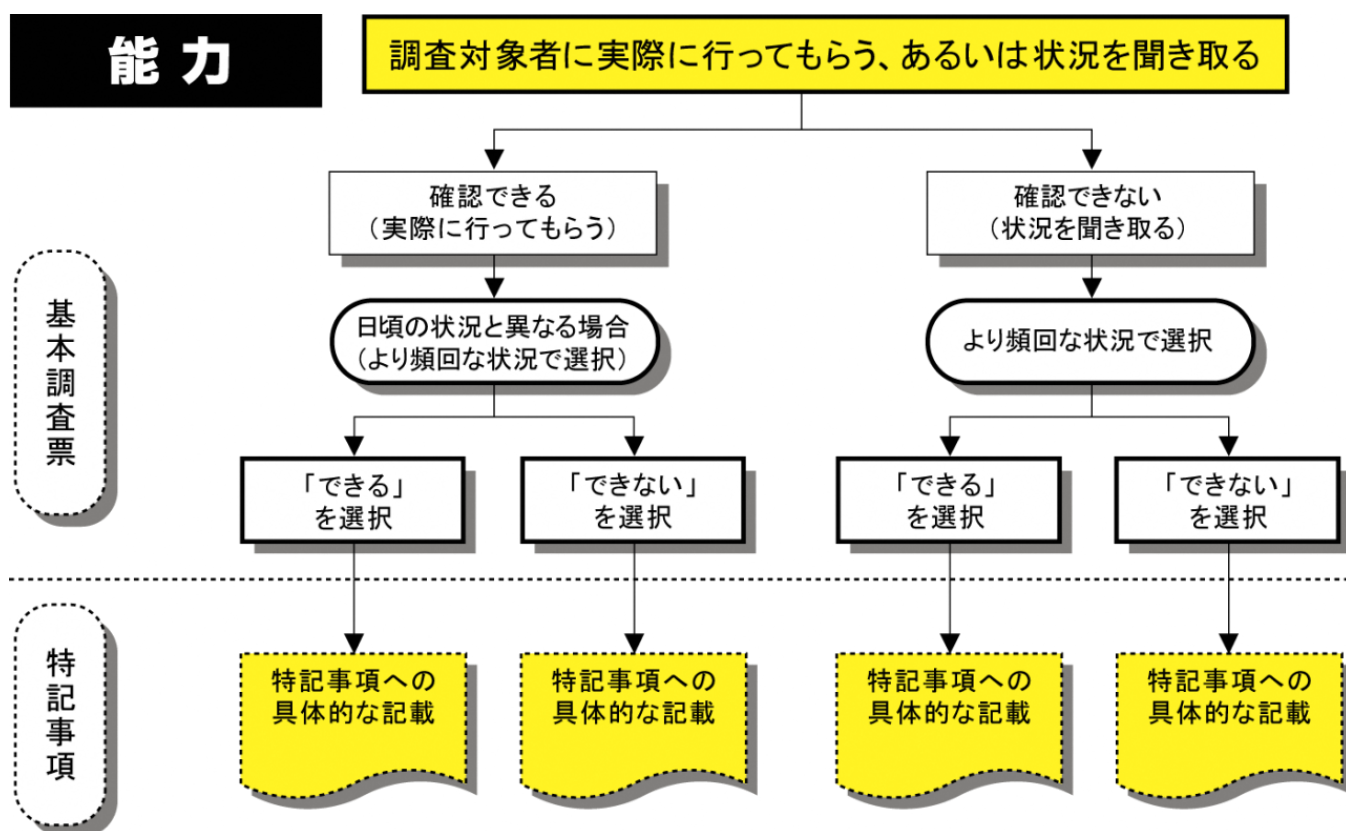 能力
調査対象者に実際に行ってもらう、あるいは状況を聞き取る
確認できる
（実際に行ってもらう）
確認できない
（状況を聞き取る）
基本調査票
日頃の状況と異なる場合
（より頻回な状況で選択）
より頻回な状況で選択
「できる」
を選択
「できない」
を選択
「できる」
を選択
「できない」
を選択
特記事項
特記事項への
具体的な記載
特記事項への
具体的な記載
特記事項への
具体的な記載
特記事項への
具体的な記載